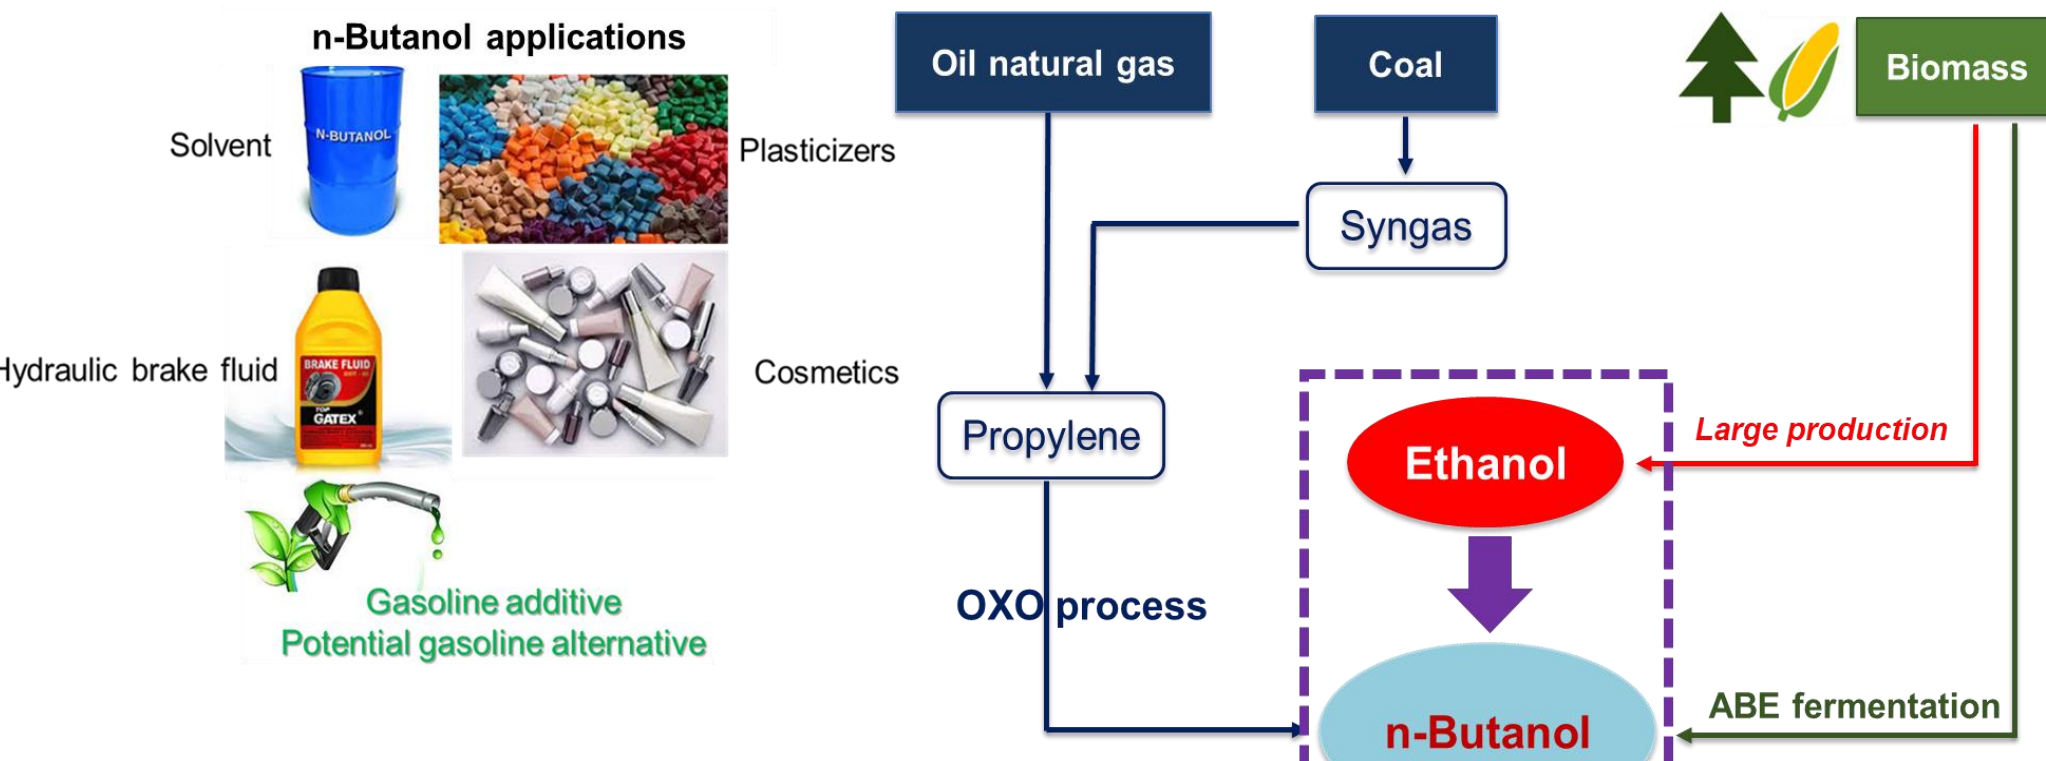 n-Butanol applications
Solvent
N-BUTANOL
Plasticizers
Hydraulic brake fluid
BRAKE FLUID
TOP
GATEX
Cosmetics
Gasoline additive
Potential gasoline alternative
Oil natural gas
Coal
Biomass
Syngas
Propylene
Ethanol
Large production
OXO process
n-Butanol
ABE fermentation